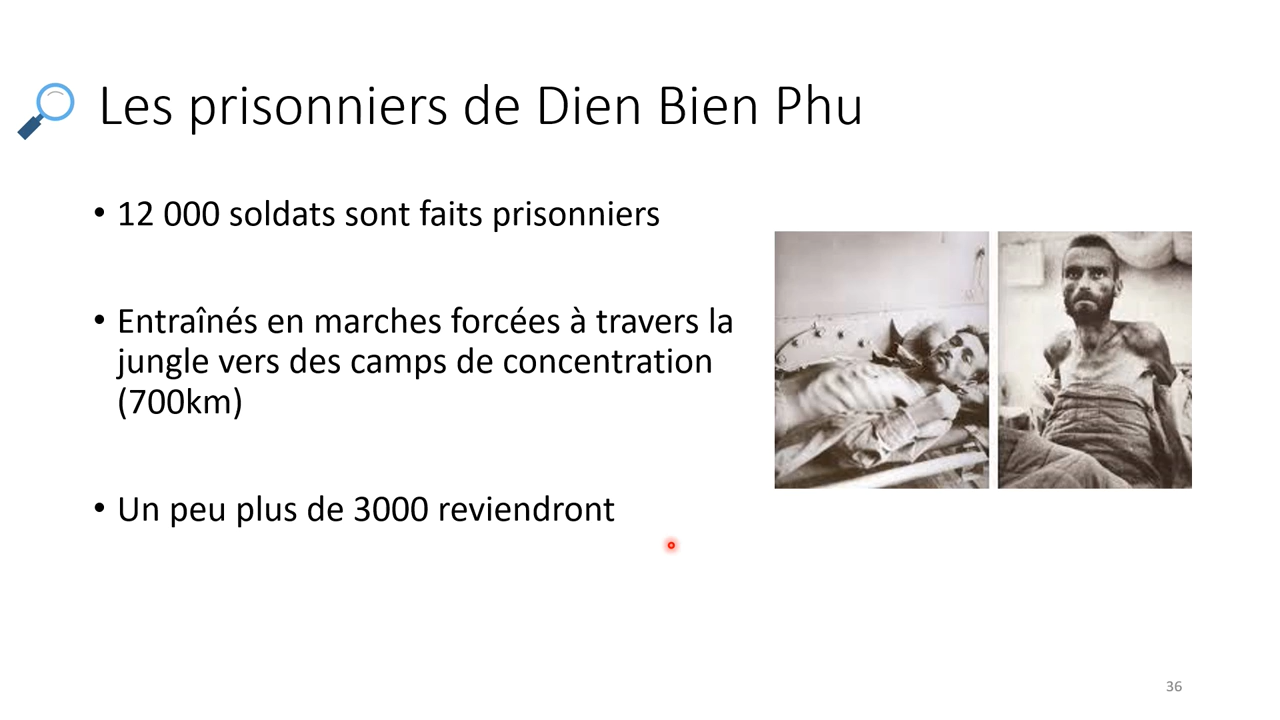 Les prisonniers de Dien Bien Phu
• 12 000 soldats sont faits prisonniers
• Entraînés en marches forcées à travers la
jungle vers des camps de concentration
(700km)
• Un peu plus de 3000 reviendront
36